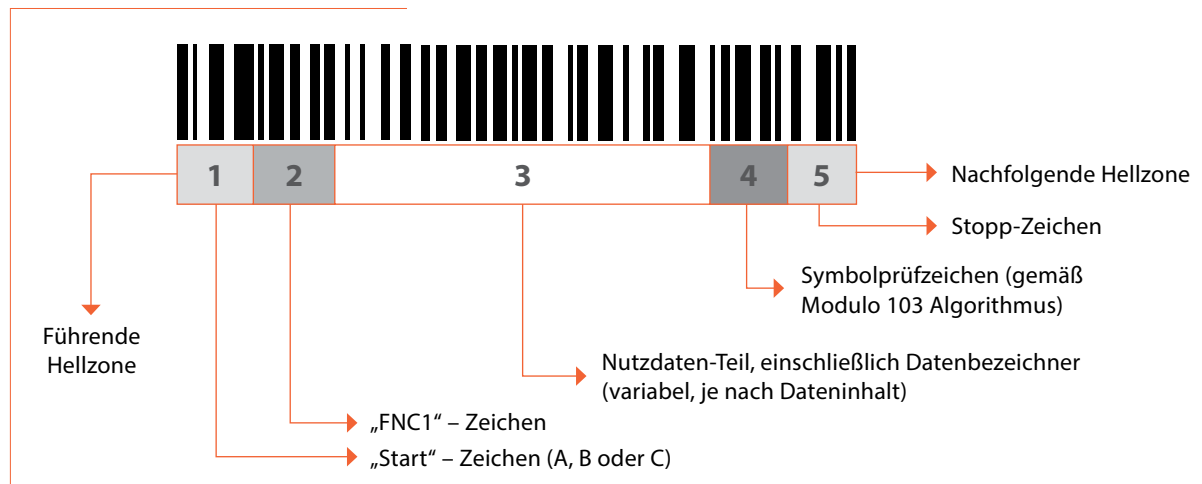 1 2 3 4 5
Nachfolgende Hellzone
Stopp-Zeichen
Symbolprüfzeichen (gemäß
Modulo 103 Algorithmus)
Führende
Hellzone
Nutzdaten-Teil, einschließlich Datenbezeichner
(variabel, je nach Dateninhalt)
„FNC1“ – Zeichen
„Start“ – Zeichen (A, B oder C)